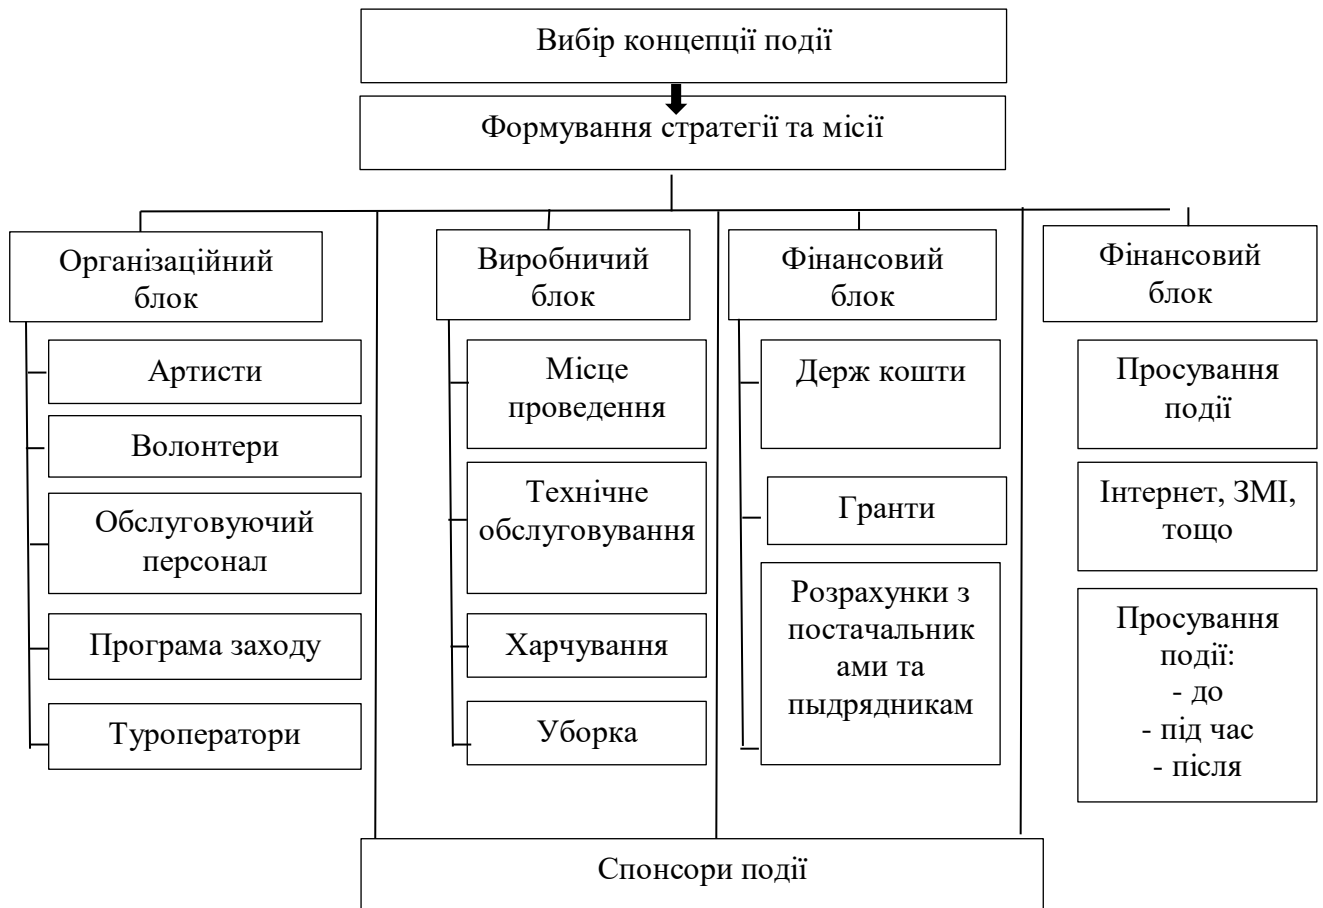 Вибір концепції події
Формування стратегії та місії
Організаційний
блок
Артисти
Волонтери
Обслуговуючий
персонал
Програма заходу
Туроператори
Виробничий
блок
Місце
проведення
Технічне
обслуговування
Харчування
Уборка
Фінансовий
блок
Держ кошти
Гранти
Розрахунки з
постачальник
ами та
пыдрядникам
Фінансовий
блок
Просування
події
Інтернет, ЗМІ,
тощо
Просування
події:
- до
- під час
- після
Спонсори події